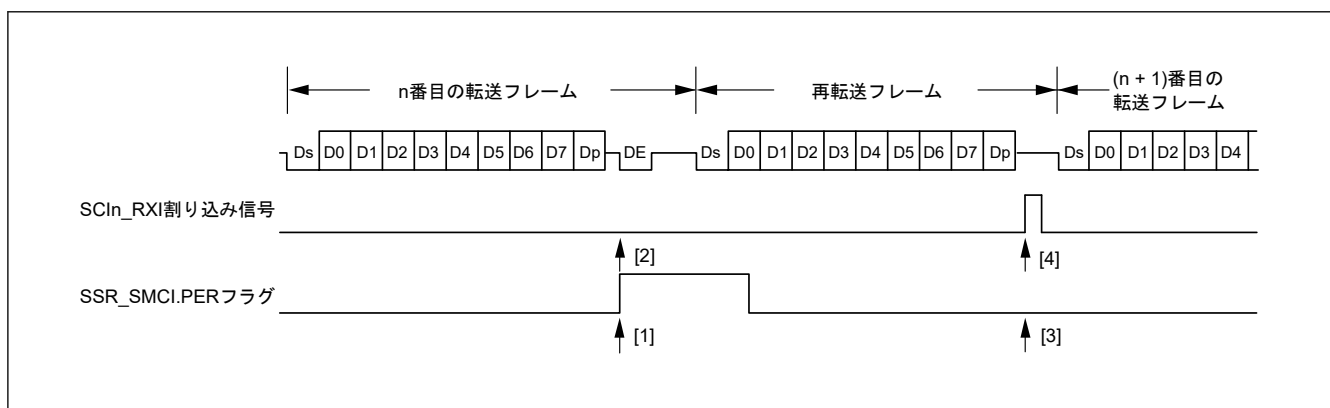 n番目の転送フレーム
再転送フレーム
(n + 1)番目の
転送フレーム
Ds D0 D1 D2 D3 D4 D5 D6 D7 Dp DE Ds D0 D1 D2 D3 D4 D5 D6 D7 Dp Ds D0 D1 D2 D3 D4
SCIn_RXI割り込み信号
[2] [4]
SSR_SMCI.PERフラグ
[1] [3]